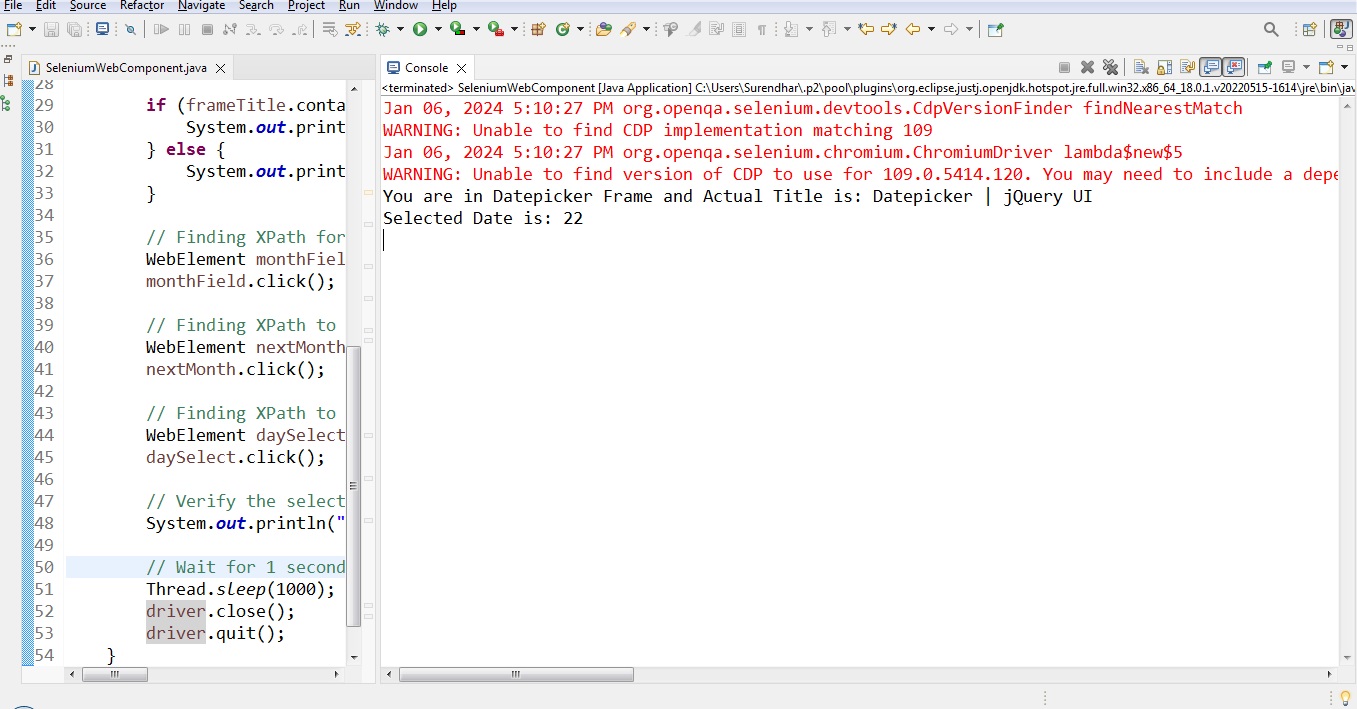 File Edit Source Refactor Navigate Search Project Run Window Help
SeleniumWebComponent.java
28
29 if (frameTitle.conta
30 System.out.print
31 } else {
32 System.out.print
33 }
34
35 // Finding XPath for
36 WebElement monthFiel
37 monthField.click();
38
39 // Finding XPath to
40 WebElement nextMonth
41 nextMonth.click();
42
43 // Finding XPath to
44 WebElement daySelect
45 daySelect.click();
46
47 // Verify the select
48 System.out.println("
49
50 // Wait for 1 second
51 Thread.sleep(1000);
52 driver.close();
53 driver.quit();
54 }
Console
<terminated> SeleniumWebComponent [Java Application] C:\Users\Surendhar\.p2\pool\plugins\org.eclipse.justj.openjdk.hotspot.jre.full.win32.x86_64_18.0.1.v20220515-1614\jre\bin\jav
Jan 06, 2024 5:10:27 PM org.openqa.selenium.devtools.CdpVersionFinder findNearestMatch
WARNING: Unable to find CDP implementation matching 109
Jan 06, 2024 5:10:27 PM org.openqa.selenium.chromium.ChromiumDriver lambda$new$5
WARNING: Unable to find version of CDP to use for 109.0.5414.120. You may need to include a depe
You are in Datepicker Frame and Actual Title is: Datepicker | jQuery UI
Selected Date is: 22